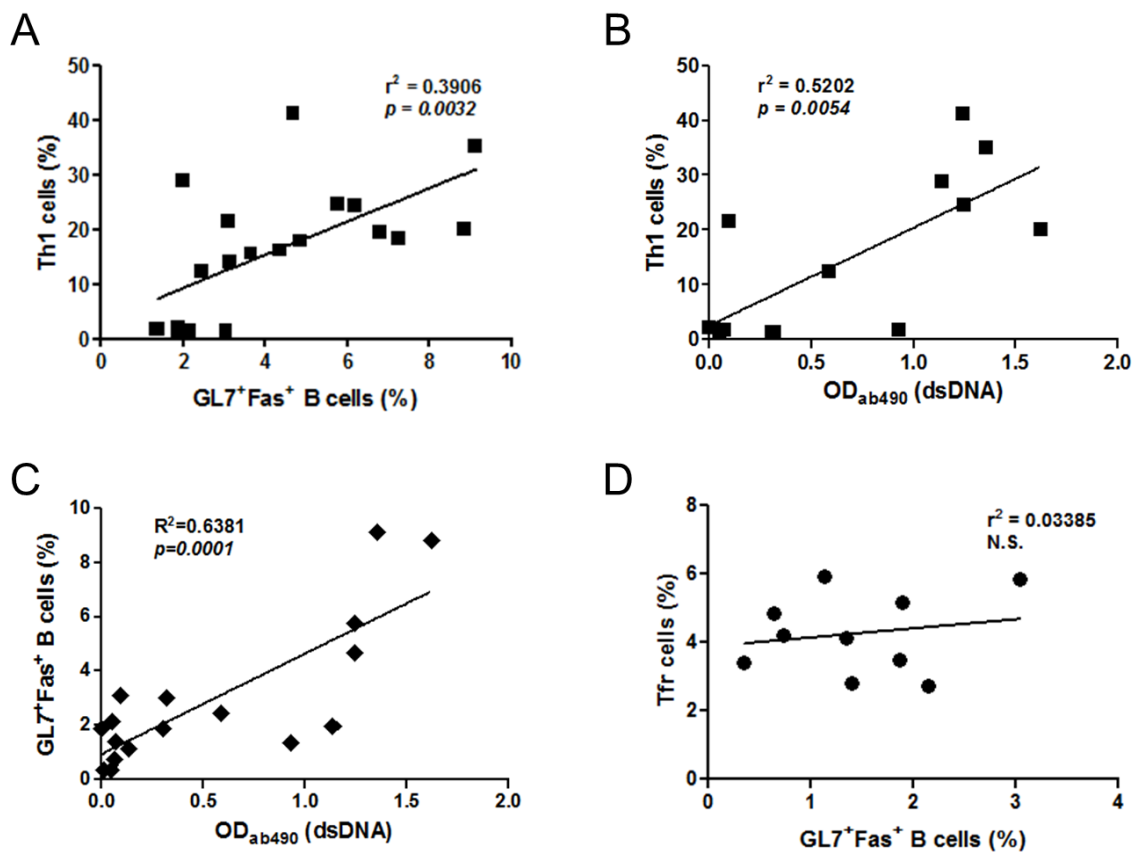 A
r² = 0.3906
p = 0.0032
Th1 cells (%)
50
40
30
20
10
0
0 2 4 6 8 10
GL7⁺Fas⁺ B cells (%)
B
r² = 0.5202
p = 0.0054
Th1 cells (%)
50
40
30
20
10
0
0.0 0.5 1.0 1.5 2.0
ODab490 (dsDNA)
C
R²=0.6381
p=0.0001
GL7⁺Fas⁺ B cells (%)
10
8
6
4
2
0
0.0 0.5 1.0 1.5 2.0
ODab490 (dsDNA)
D
r² = 0.03385
N.S.
Tfr cells (%)
8
6
4
2
0
0 1 2 3 4
GL7⁺Fas⁺ B cells (%)